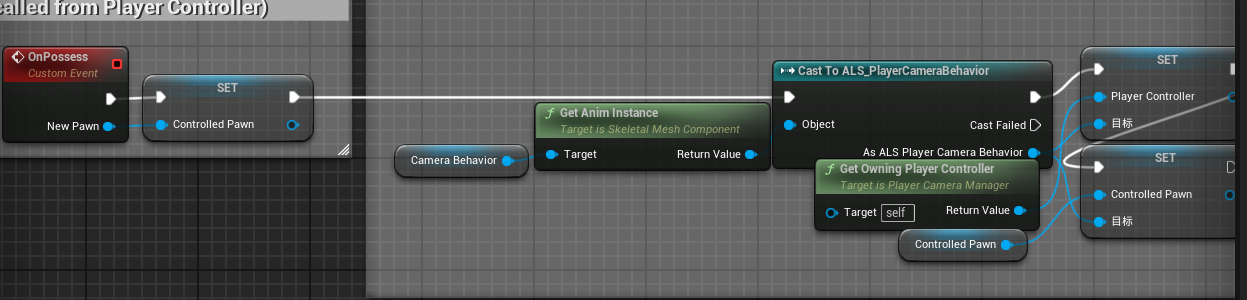 called from Player Controller)
OnPossess
Custom Event
New Pawn
SET
Controlled Pawn
Camera Behavior
Get Anim Instance
Target is Skeletal Mesh Component
Target
Return Value
Cast To ALS_PlayerCameraBehavior
Object
Cast Failed
As ALS Player Camera Behavior
Get Owning Player Controller
Target is Player Camera Manager
Target
self
Return Value
Controlled Pawn
SET
Player Controller
目标
SET
Controlled Pawn
目标